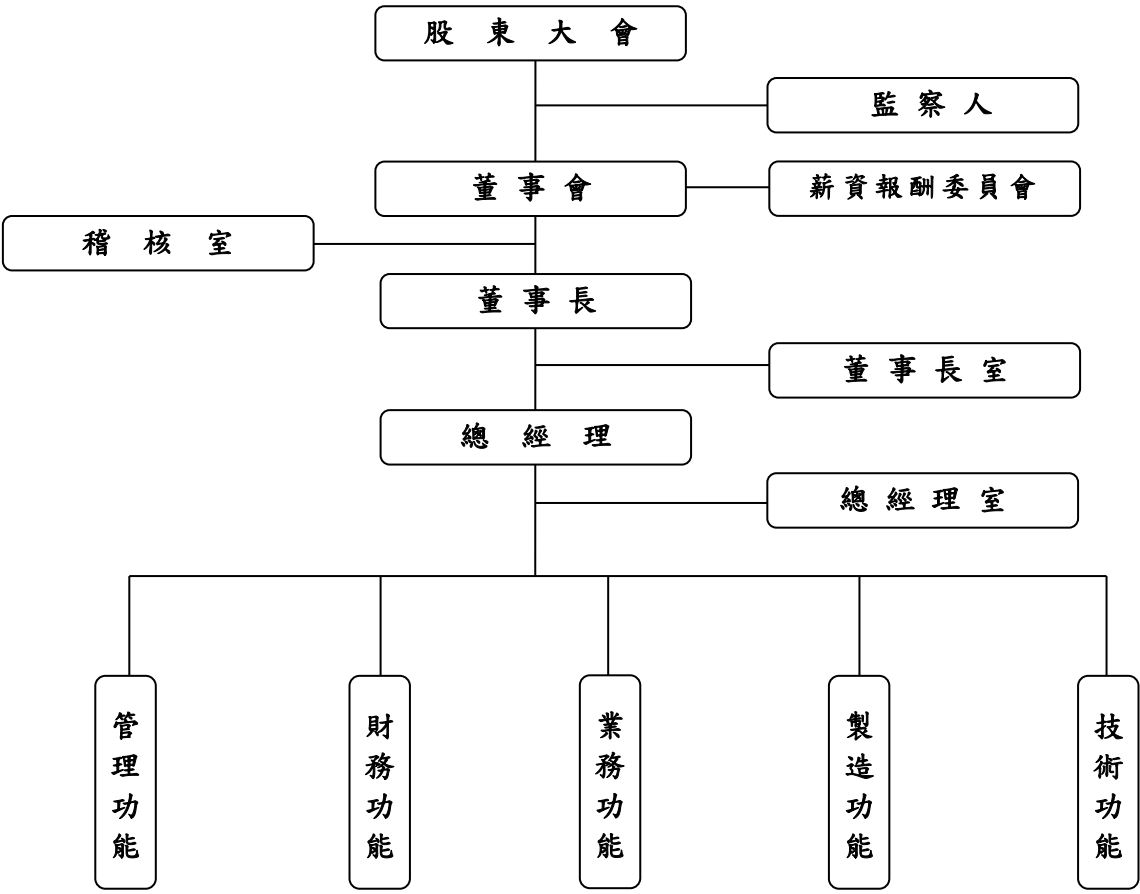 股東大會
監察人
董事會
薪資報酬委員會
稽核室
董事長
董事長室
總經理
總經理室
管理功能
財務功能
業務功能
製造功能
技術功能